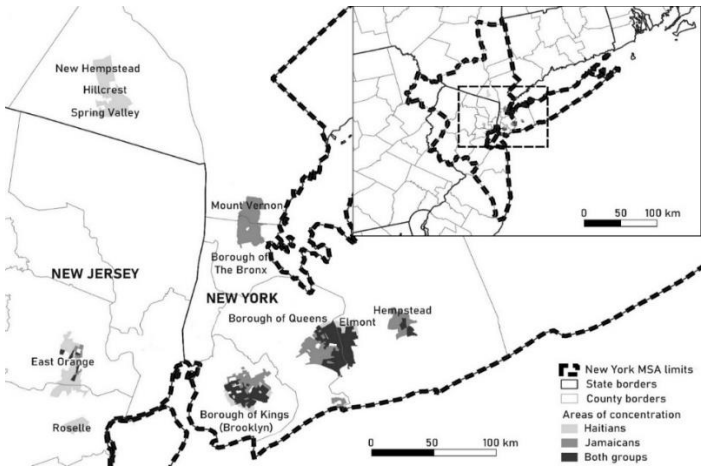 New Hempstead
Hillcrest
Spring Valley
0 50 100 km
Mount Vernon
Borough of
The Bronx
NEW JERSEY
NEW YORK
Borough of Queens
Elmont
Hempstead
East Orange
Borough of Kings
(Brooklyn)
Roselle
0 50 100 km
New York MSA limits
State borders
County borders
Areas of concentration
Haitians
Jamaicans
Both groups